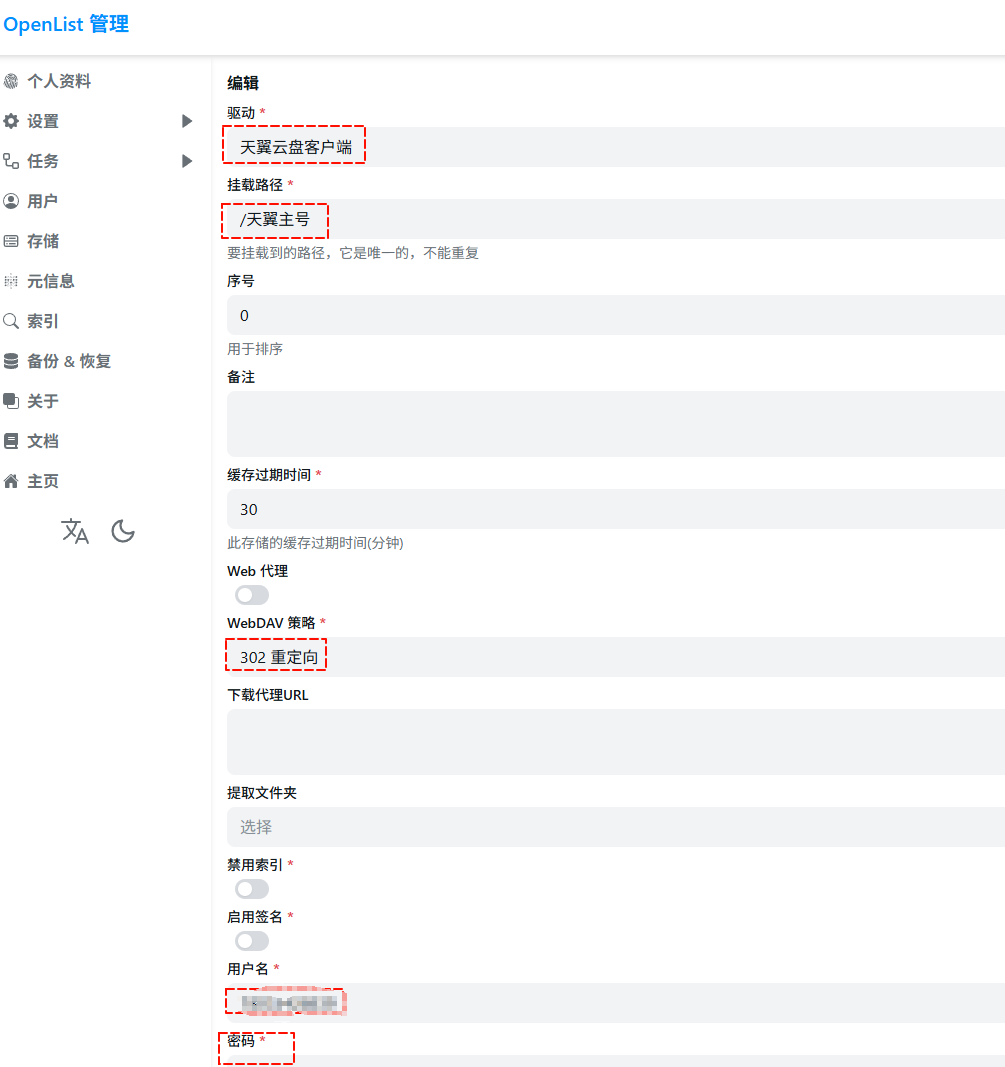 OpenList 管理
个人资料
设置
任务
用户
存储
元信息
索引
备份 & 恢复
关于
文档
主页
编辑
驱动 *
天翼云盘客户端
挂载路径 *
/天翼主号
要挂载到的路径，它是唯一的，不能重复
序号
0
用于排序
备注
缓存过期时间 *
30
此存储的缓存过期时间(分钟)
Web 代理
WebDAV 策略 *
302 重定向
下载代理URL
提取文件夹
选择
禁用索引 *
启用签名 *
用户名 *
密码 *